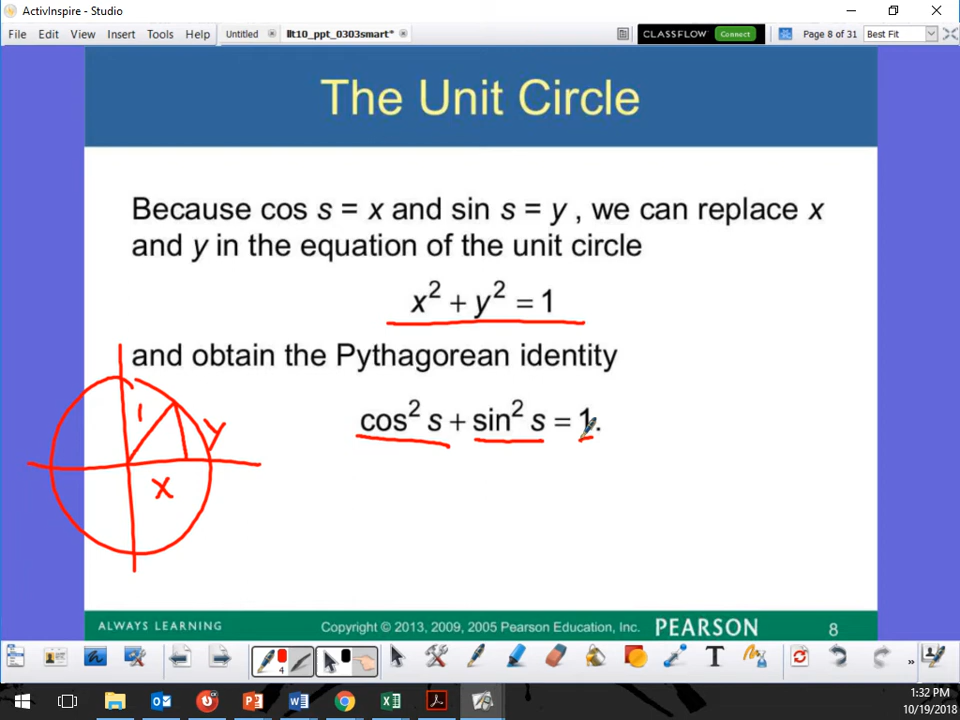 ActivInspire - Studio
File Edit View Insert Tools Help Untitled llt10_ppt_0303smart* CLASSFLOW Connect Page 8 of 31 Best Fit
The Unit Circle
Because cos s = x and sin s = y , we can replace x
and y in the equation of the unit circle
x² + y² = 1
and obtain the Pythagorean identity
cos² s + sin² s = 1.
1
y
x
ALWAYS LEARNING Copyright © 2013, 2009, 2005 Pearson Education, Inc. PEARSON 8
4
T
»
1:32 PM
10/19/2018